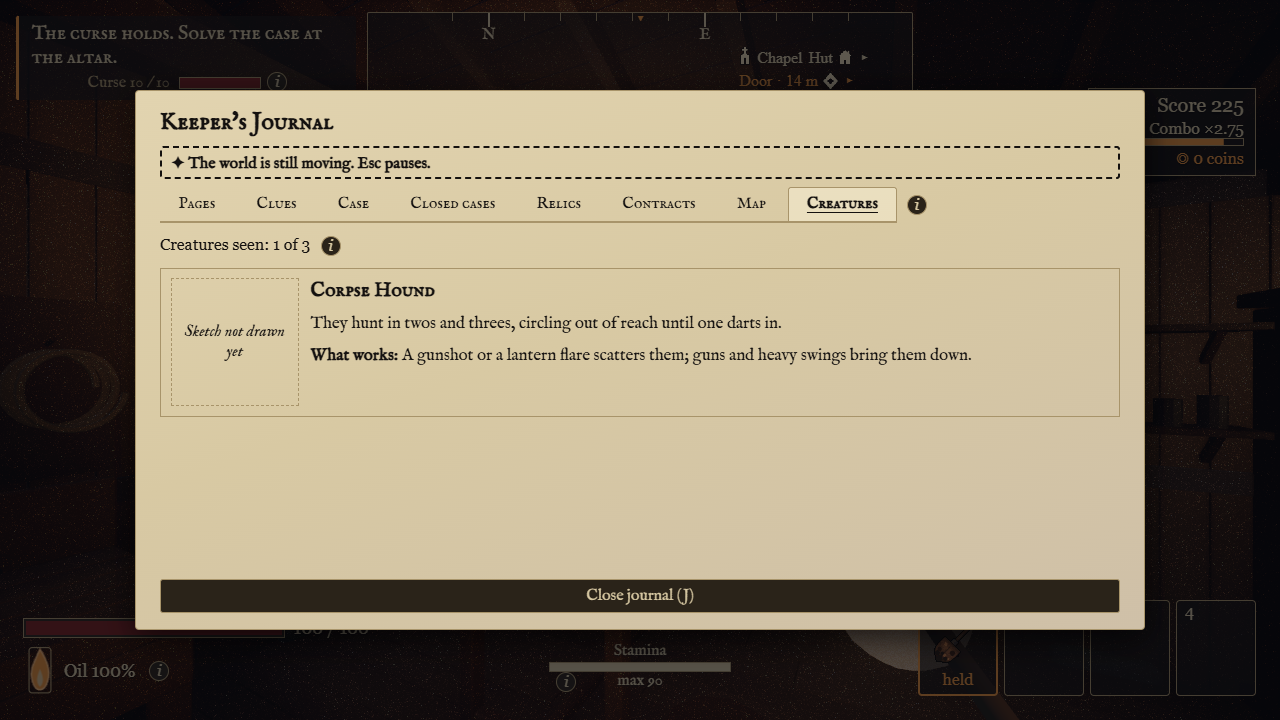 The curse holds. Solve the case at
the altar.
Curse 10/10 i
N
E
Chapel Hut
Door · 14 m
Score 225
Combo ×2.75
© 0 coins
Keeper's Journal
✦ The world is still moving. Esc pauses.
Pages Clues Case Closed cases Relics Contracts Map Creatures i
Creatures seen: 1 of 3 i
Sketch not drawn
yet
Corpse Hound
They hunt in twos and threes, circling out of reach until one darts in.
What works: A gunshot or a lantern flare scatters them; guns and heavy swings bring them down.
Close journal (J)
100 / 100
Oil 100% i
Stamina
i max 90
held
4